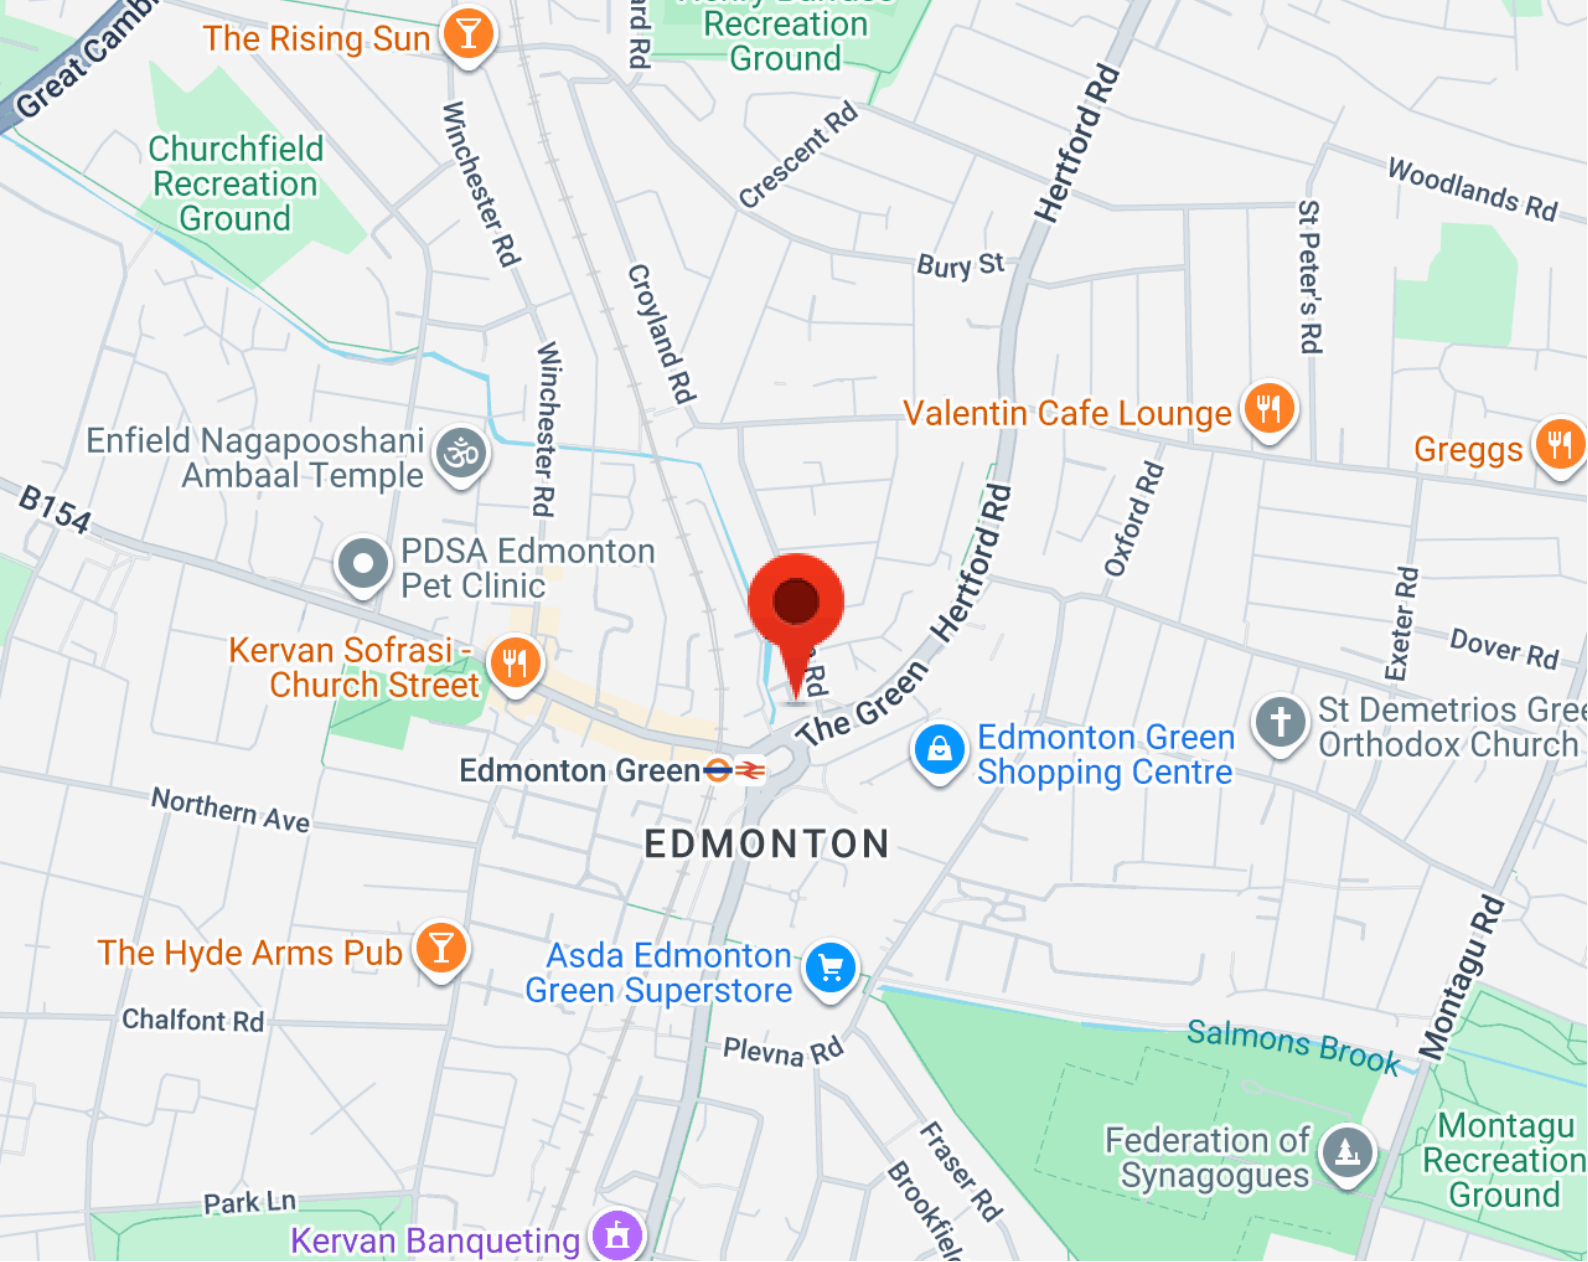 Recreation
Ground
The Rising Sun
ard Rd
Great Cambr
Hertford Rd
Crescent Rd
Winchester Rd
Churchfield
Recreation
Ground
Woodlands Rd
St Peter's Rd
Bury St
Croyland Rd
Winchester Rd
Valentin Cafe Lounge
Greggs
Enfield Nagapooshani
Ambaal Temple
ॐ
B154
Oxford Rd
Hertford Rd
PDSA Edmonton
Pet Clinic
Exeter Rd
Dover Rd
Kervan Sofrasi -
Church Street
Rd
The Green
St Demetrios Gree
Orthodox Church
Edmonton Green
Shopping Centre
Edmonton Green
Northern Ave
EDMONTON
The Hyde Arms Pub
Asda Edmonton
Green Superstore
Montagu Rd
Chalfont Rd
Plevna Rd
Salmons Brook
Federation of
Synagogues
Montagu
Recreation
Ground
Fraser Rd
Brookfield
Park Ln
Kervan Banqueting